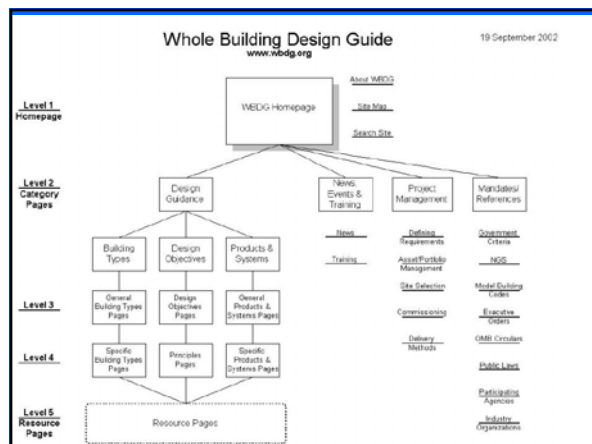 Whole Building Design Guide
www.wbdg.org
19 September 2002
Level 1
Homepage
WBDG Homepage
About WBDG
Site Map
Search Site
Level 2
Category
Pages
Design
Guidance
News,
Events &
Training
Project
Management
Mandates/
References
News
Training
Defining
Requirements
Asset/Portfolio
Management
Site Selection
Commissioning
Delivery
Methods
Government
Criteria
NGS
Model Building
Codes
Executive
Orders
OMB Circulars
Public Laws
Participating
Agencies
Industry
Organizations
Building
Types
Design
Objectives
Products &
Systems
Level 3
General
Building Types
Pages
Design
Objectives
Pages
General
Products &
Systems Pages
Level 4
Specific
Building Types
Pages
Principles
Pages
Specific
Products &
Systems Pages
Level 5
Resource
Pages
Resource Pages